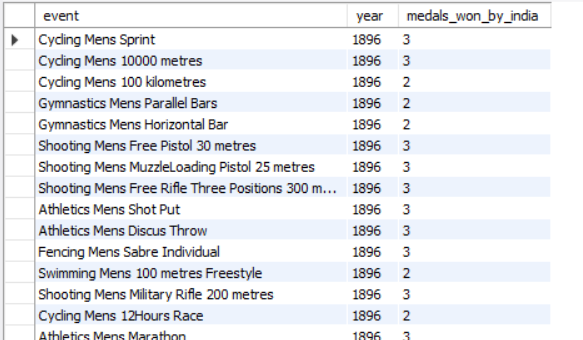 event year medals_won_by_india
Cycling Mens Sprint 1896 3
Cycling Mens 10000 metres 1896 3
Cycling Mens 100 kilometres 1896 2
Gymnastics Mens Parallel Bars 1896 2
Gymnastics Mens Horizontal Bar 1896 2
Shooting Mens Free Pistol 30 metres 1896 3
Shooting Mens MuzzleLoading Pistol 25 metres 1896 3
Shooting Mens Free Rifle Three Positions 300 m... 1896 3
Athletics Mens Shot Put 1896 3
Athletics Mens Discus Throw 1896 3
Fencing Mens Sabre Individual 1896 3
Swimming Mens 100 metres Freestyle 1896 2
Shooting Mens Military Rifle 200 metres 1896 3
Cycling Mens 12Hours Race 1896 2
Athletics Mens Marathon 1896 3